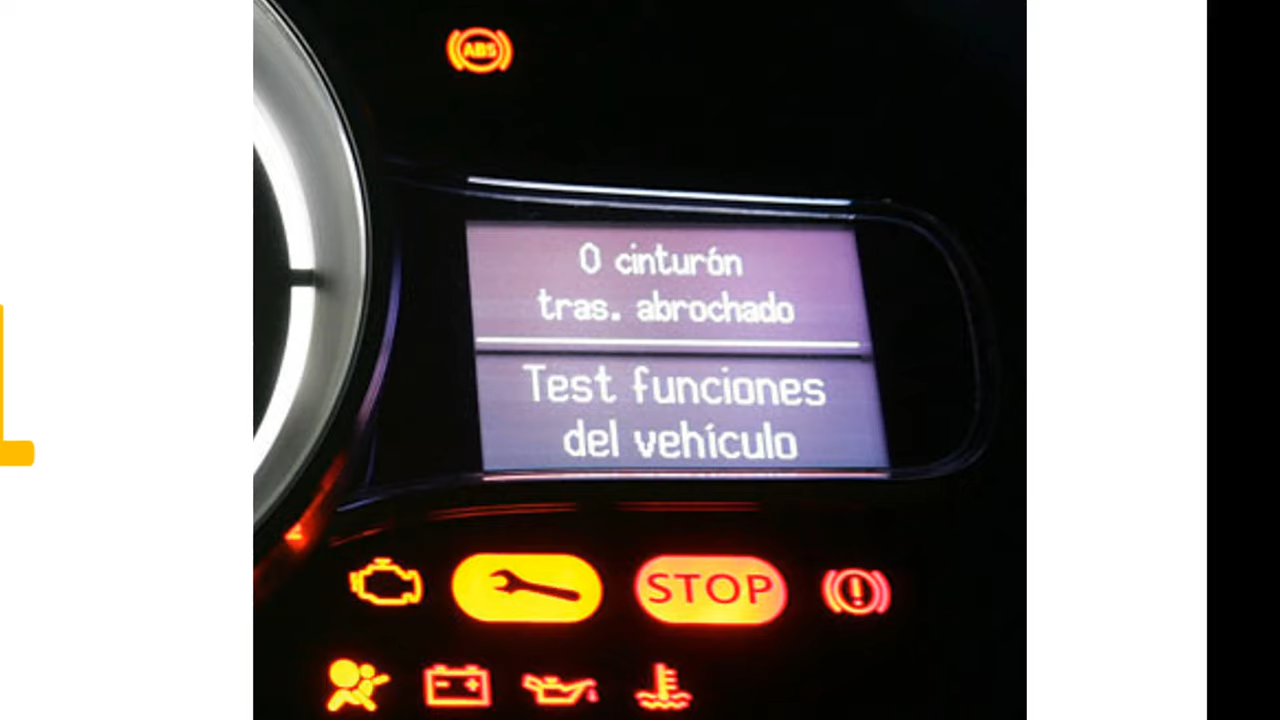 ABS
0 cinturón
tras. abrochado
Test funciones
del vehículo
STOP